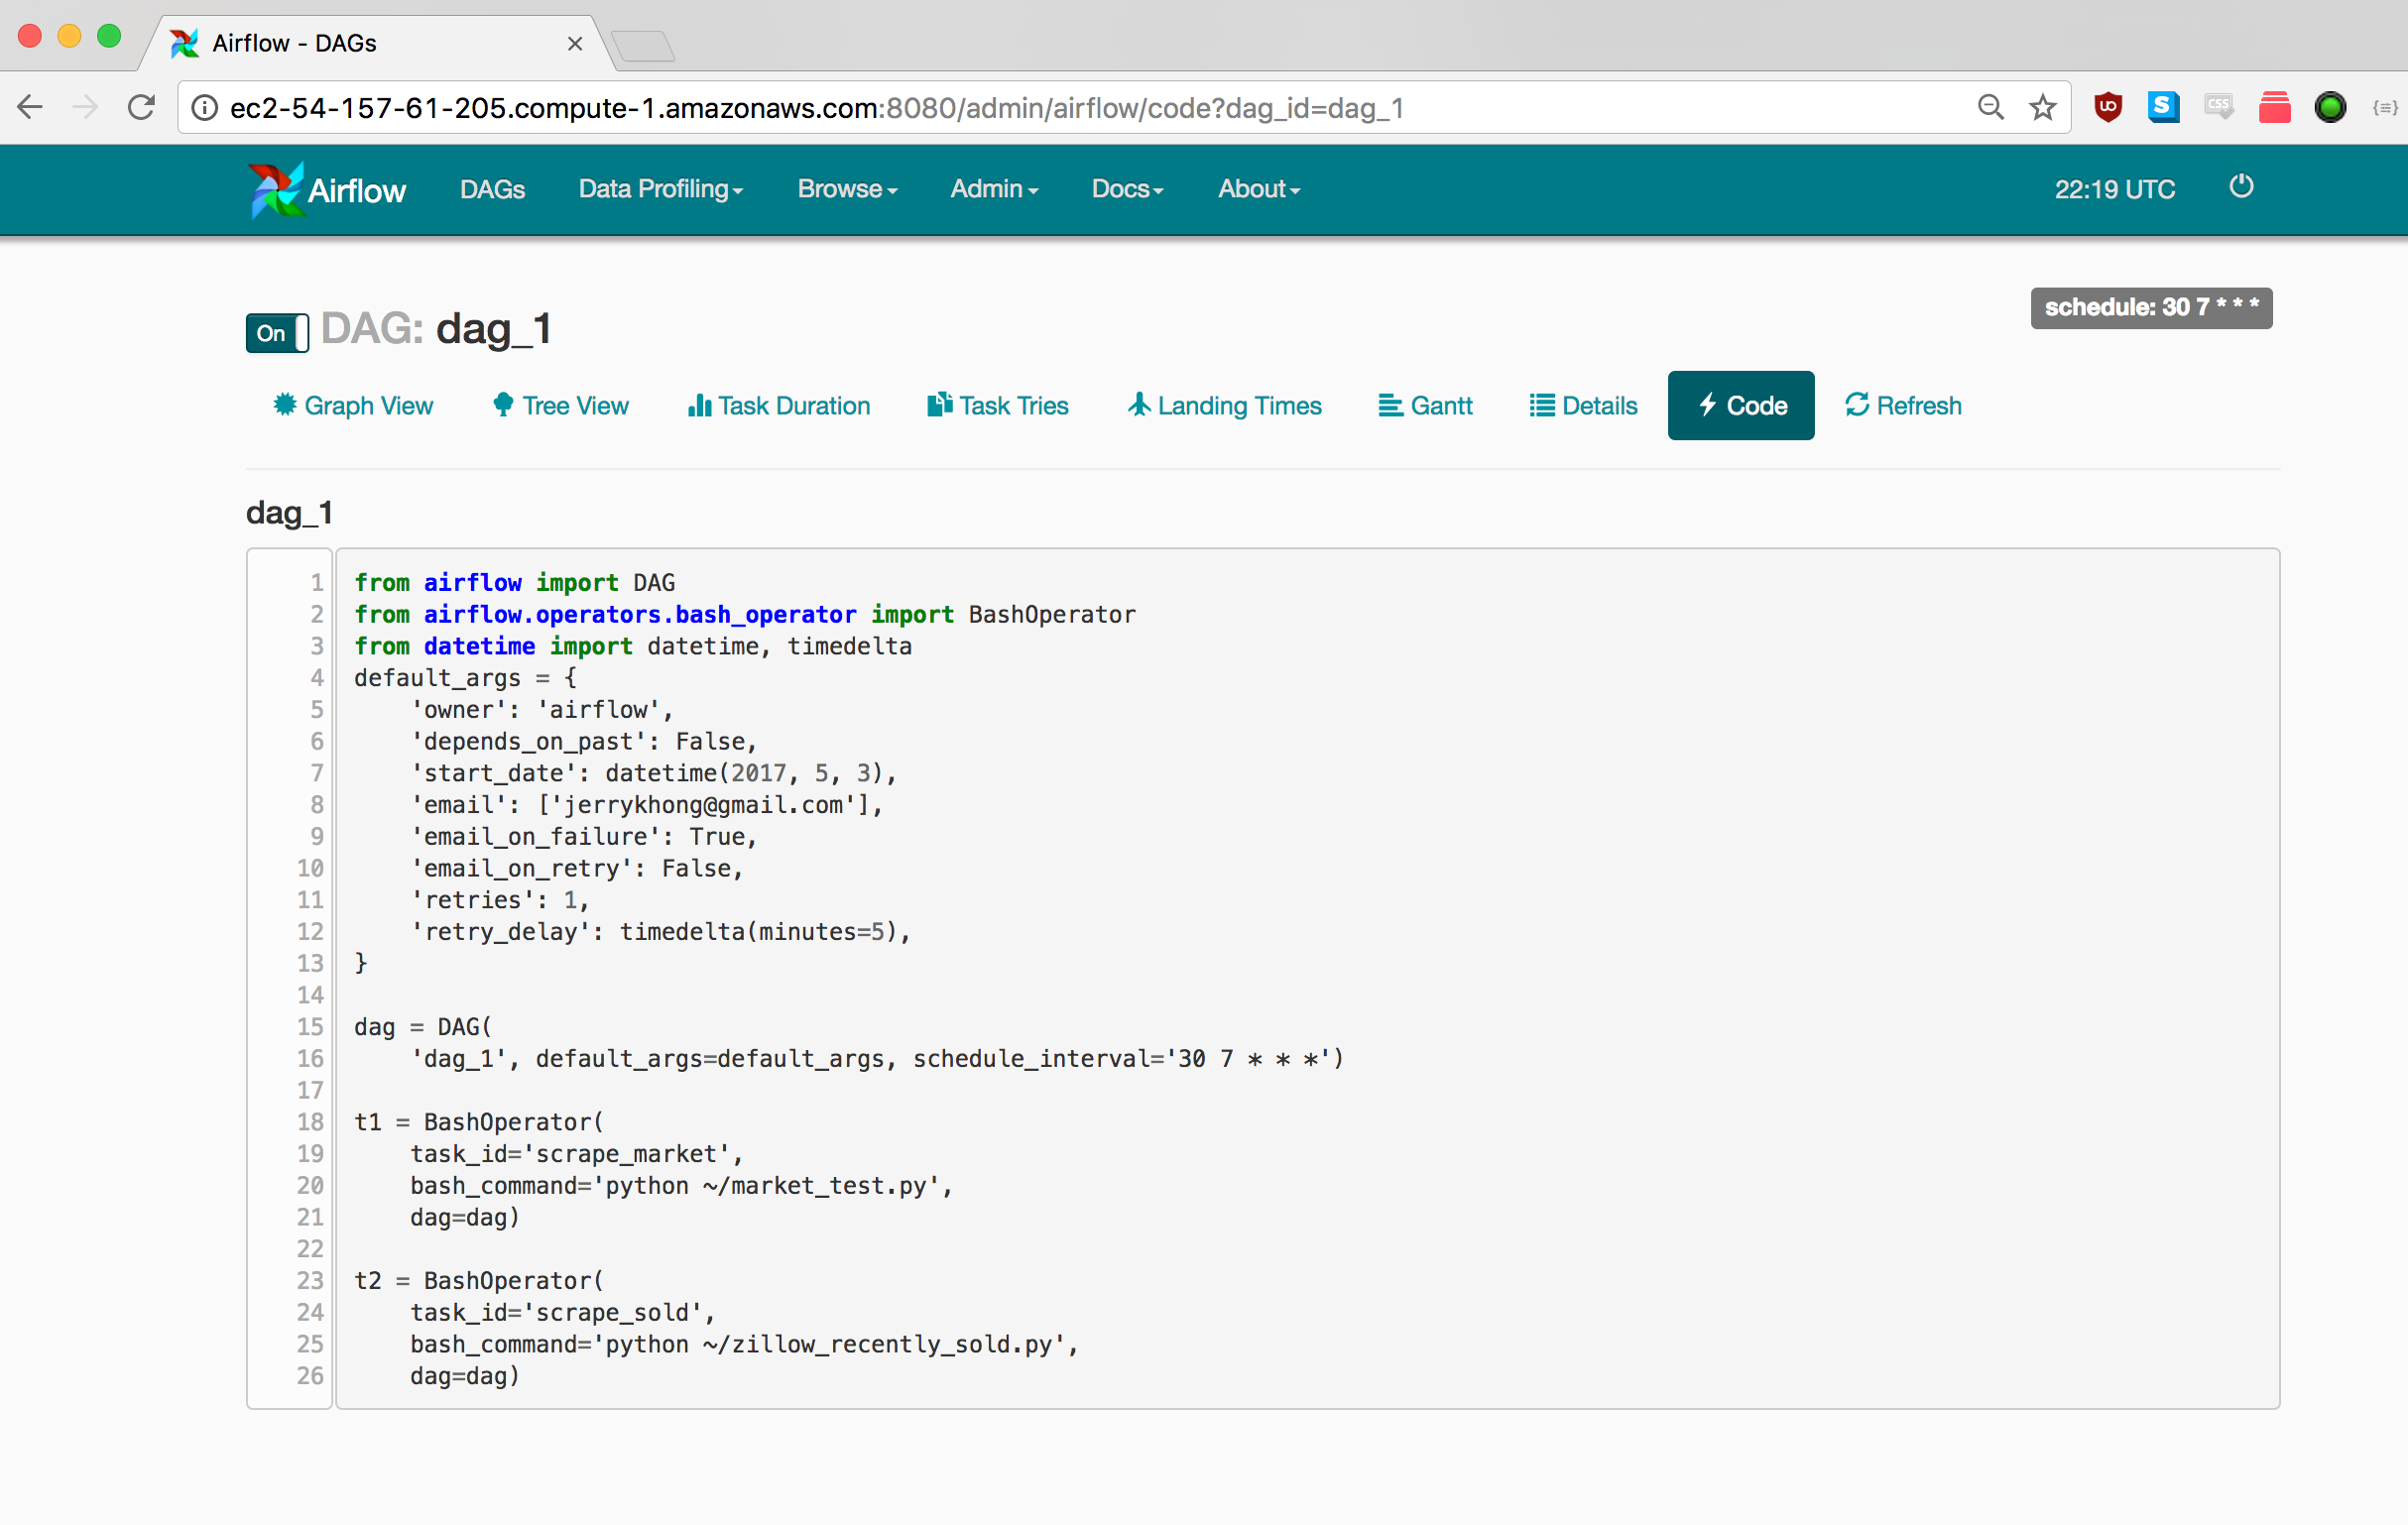 Airflow - DAGs
ec2-54-157-61-205.compute-1.amazonaws.com:8080/admin/airflow/code?dag_id=dag_1
Airflow DAGs Data Profiling Browse Admin Docs About 22:19 UTC
schedule: 30 7 * * *
On DAG: dag_1
Graph View Tree View Task Duration Task Tries Landing Times Gantt Details Code Refresh
dag_1
1 from airflow import DAG
2 from airflow.operators.bash_operator import BashOperator
3 from datetime import datetime, timedelta
4 default_args = {
5     'owner': 'airflow',
6     'depends_on_past': False,
7     'start_date': datetime(2017, 5, 3),
8     'email': ['jerrykhong@gmail.com'],
9     'email_on_failure': True,
10     'email_on_retry': False,
11     'retries': 1,
12     'retry_delay': timedelta(minutes=5),
13 }
14
15 dag = DAG(
16     'dag_1', default_args=default_args, schedule_interval='30 7 * * *')
17
18 t1 = BashOperator(
19     task_id='scrape_market',
20     bash_command='python ~/market_test.py',
21     dag=dag)
22
23 t2 = BashOperator(
24     task_id='scrape_sold',
25     bash_command='python ~/zillow_recently_sold.py',
26     dag=dag)